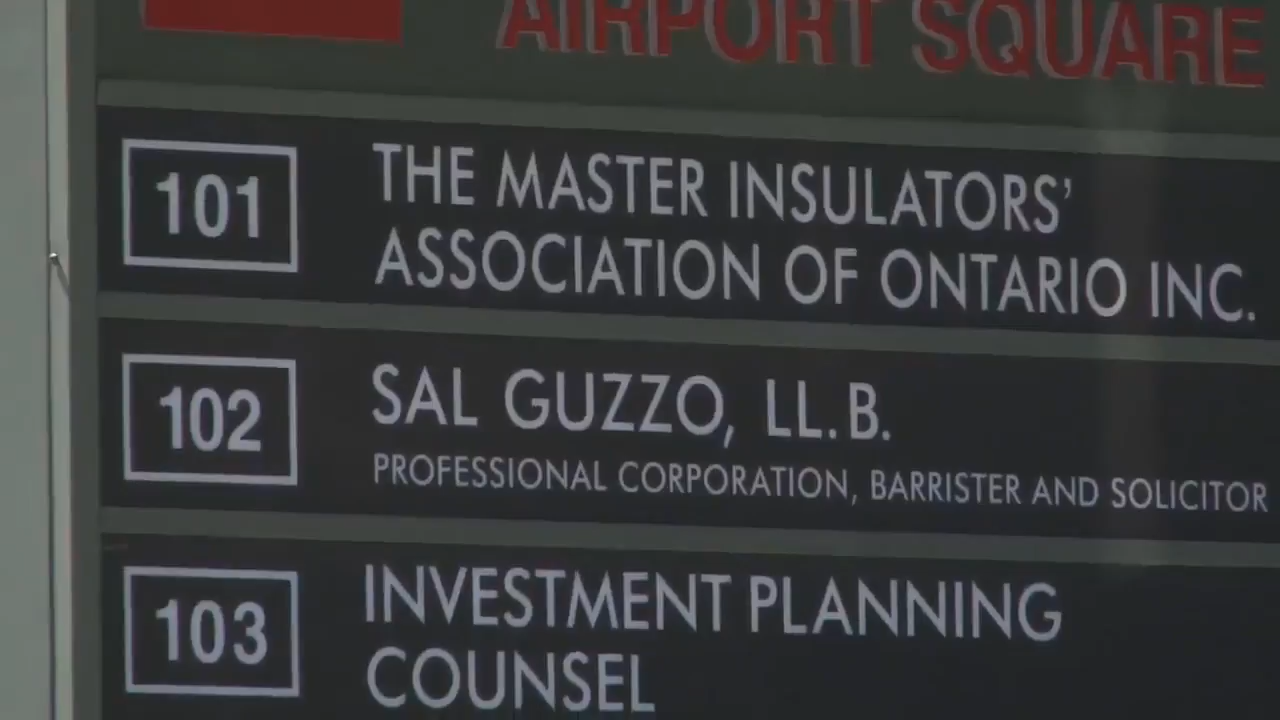 AIRPORT SQUARE
101
THE MASTER INSULATORS’
ASSOCIATION OF ONTARIO INC.
102
SAL GUZZO, LL.B.
PROFESSIONAL CORPORATION, BARRISTER AND SOLICITOR
103
INVESTMENT PLANNING
COUNSEL